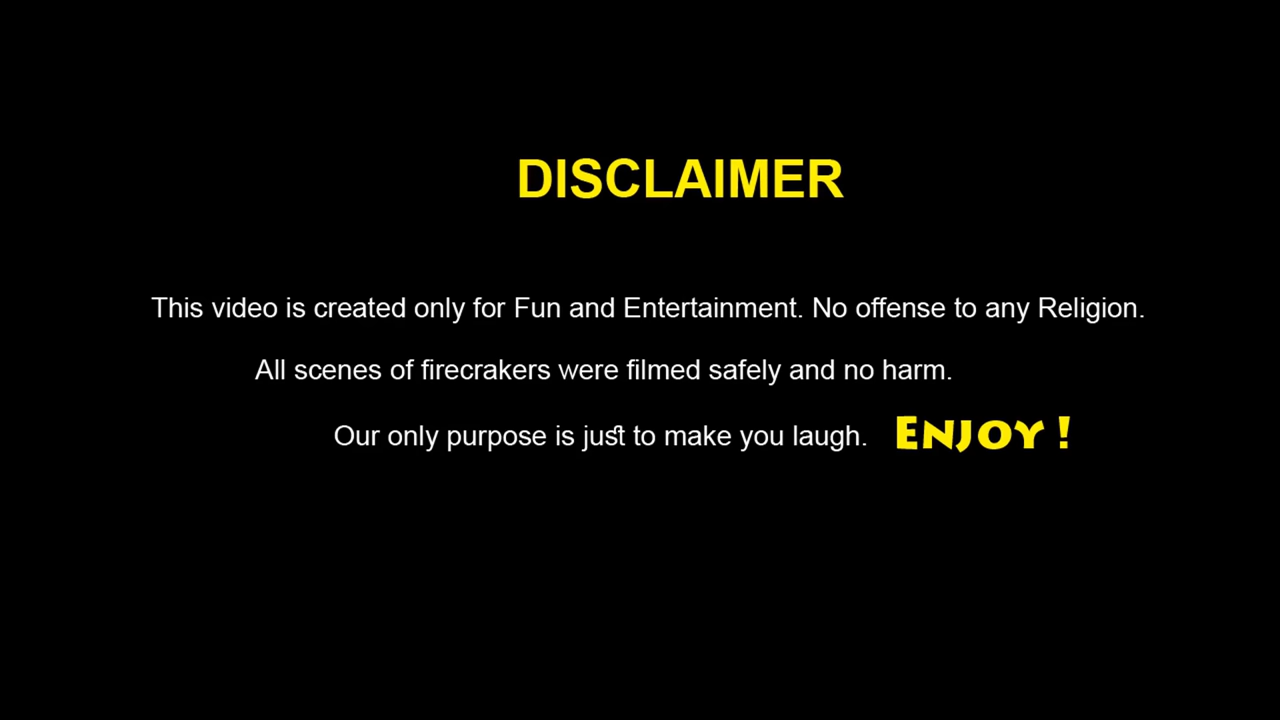 DISCLAIMER
This video is created only for Fun and Entertainment. No offense to any Religion.
All scenes of firecrakers were filmed safely and no harm.
Our only purpose is just to make you laugh. ENJOY !